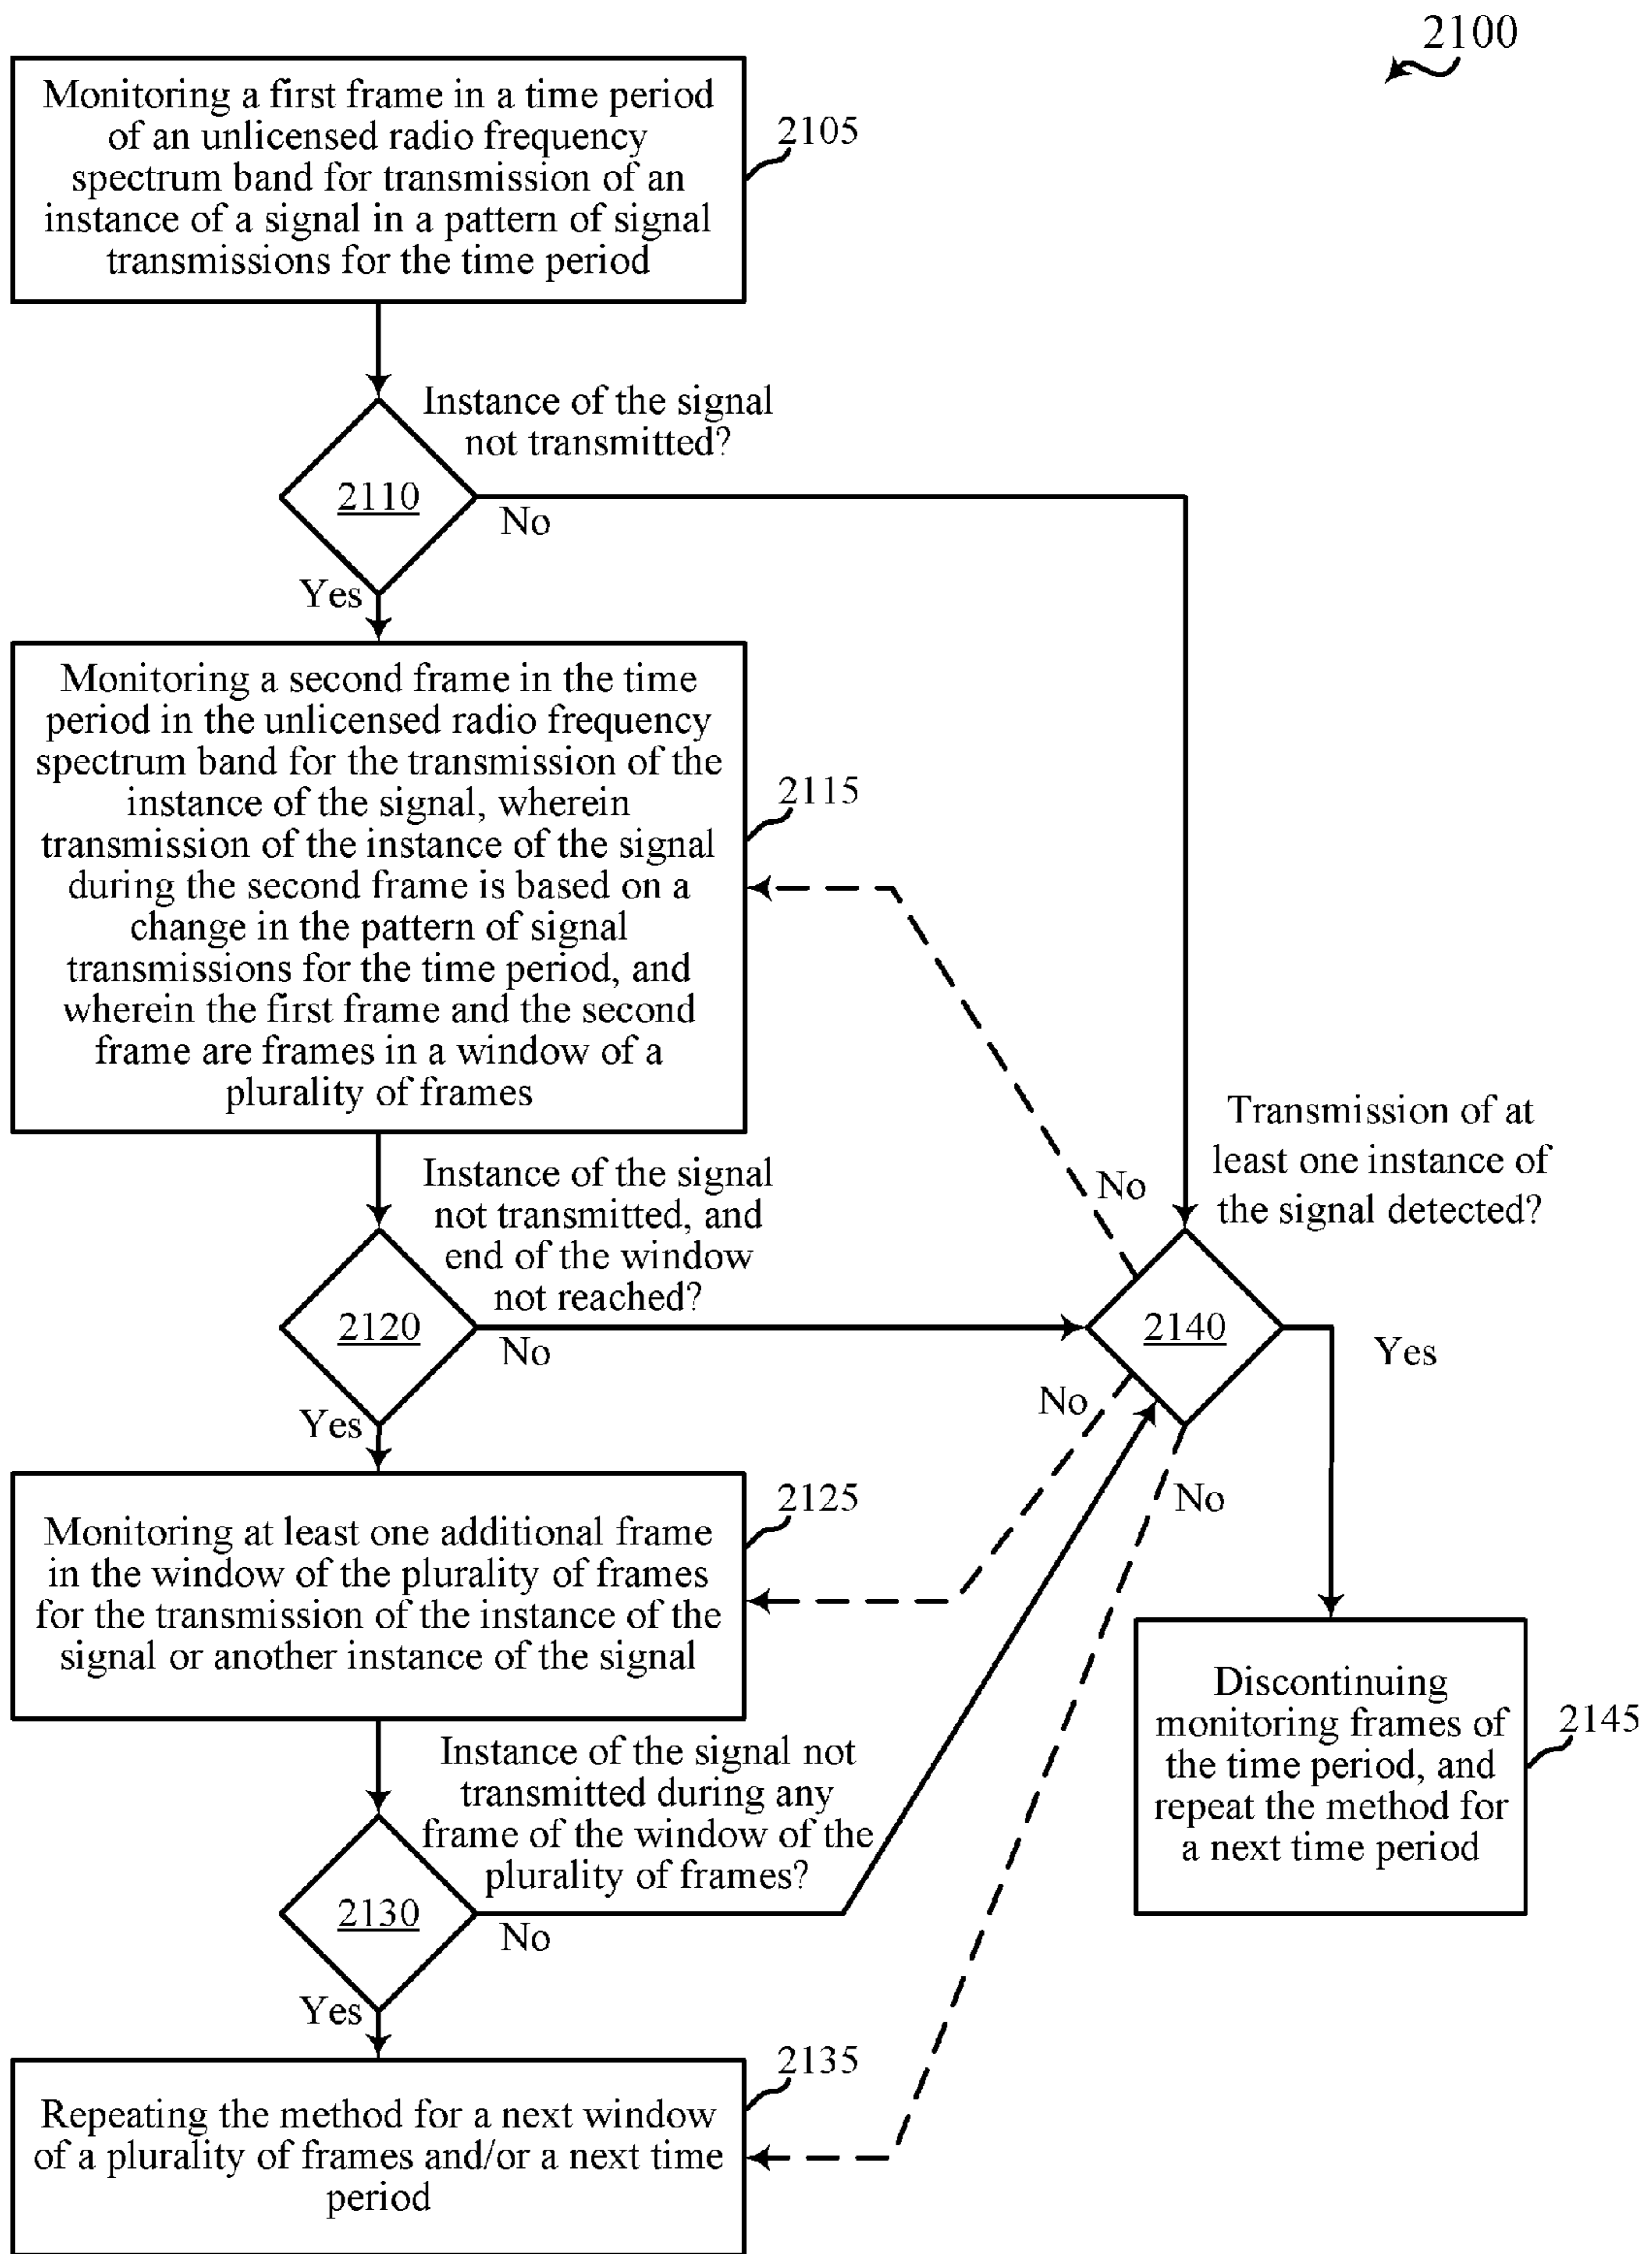 2100
Monitoring a first frame in a time period
of an unlicensed radio frequency
spectrum band for transmission of an
instance of a signal in a pattern of signal
transmissions for the time period
2105
Instance of the signal
not transmitted?
2110
No
Yes
Monitoring a second frame in the time
period in the unlicensed radio frequency
spectrum band for the transmission of the
instance of the signal, wherein
transmission of the instance of the signal
during the second frame is based on a
change in the pattern of signal
transmissions for the time period, and
wherein the first frame and the second
frame are frames in a window of a
plurality of frames
2115
Instance of the signal
not transmitted, and
end of the window
not reached?
2120
No
Yes
Transmission of at
least one instance of
the signal detected?
No
2140
Yes
No
No
Monitoring at least one additional frame
in the window of the plurality of frames
for the transmission of the instance of the
signal or another instance of the signal
2125
Instance of the signal not
transmitted during any
frame of the window of the
plurality of frames?
2130
No
Yes
Discontinuing
monitoring frames of
the time period, and
repeat the method for
a next time period
2145
Repeating the method for a next window
of a plurality of frames and/or a next time
period
2135